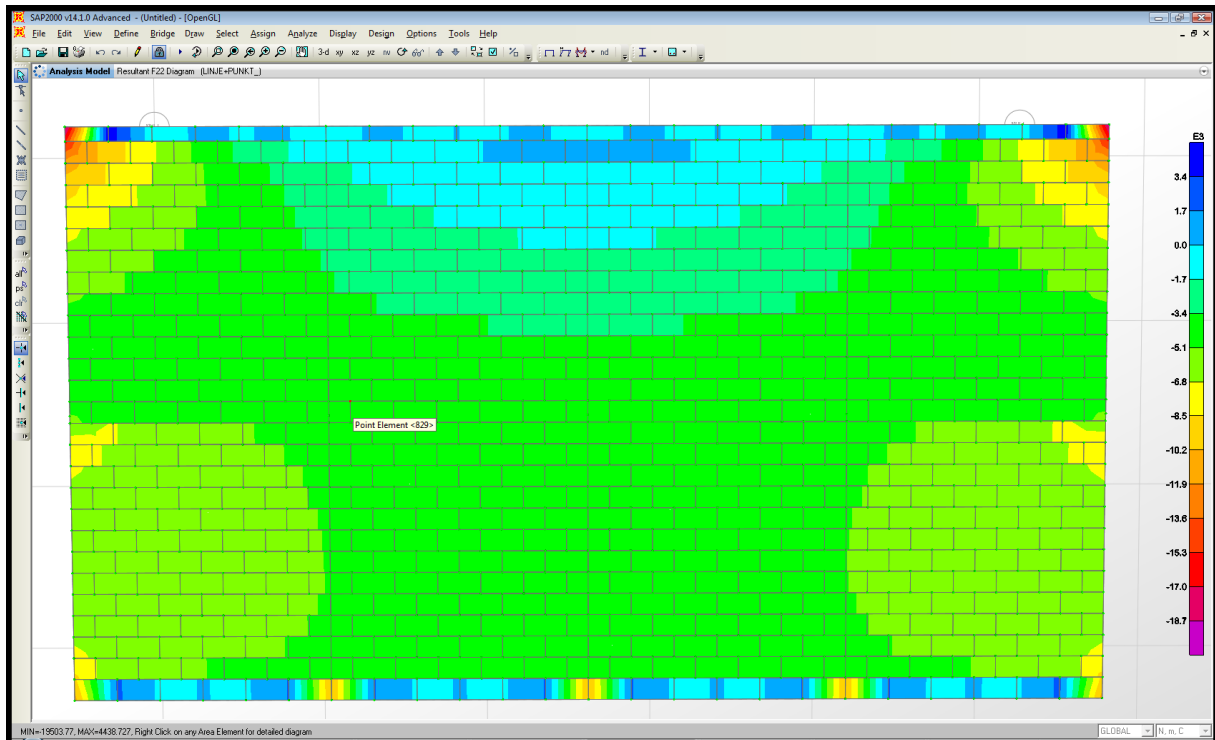 SAP2000 v14.1.0 Advanced - (Untitled) - [OpenGL]
File Edit View Define Bridge Draw Select Assign Analyze Display Design Options Tools Help
3-d xy xz yz nv nd
Analysis Model Resultant F22 Diagram (LINJE+PUNKT_)
all
ps
clr
E3
3.4
1.7
0.0
-1.7
-3.4
-5.1
-6.8
-8.5
-10.2
-11.9
-13.6
-15.3
-17.0
-18.7
Point Element <829>
MIN=-19503.77, MAX=4438.727, Right Click on any Area Element for detailed diagram
GLOBAL
N, m, C